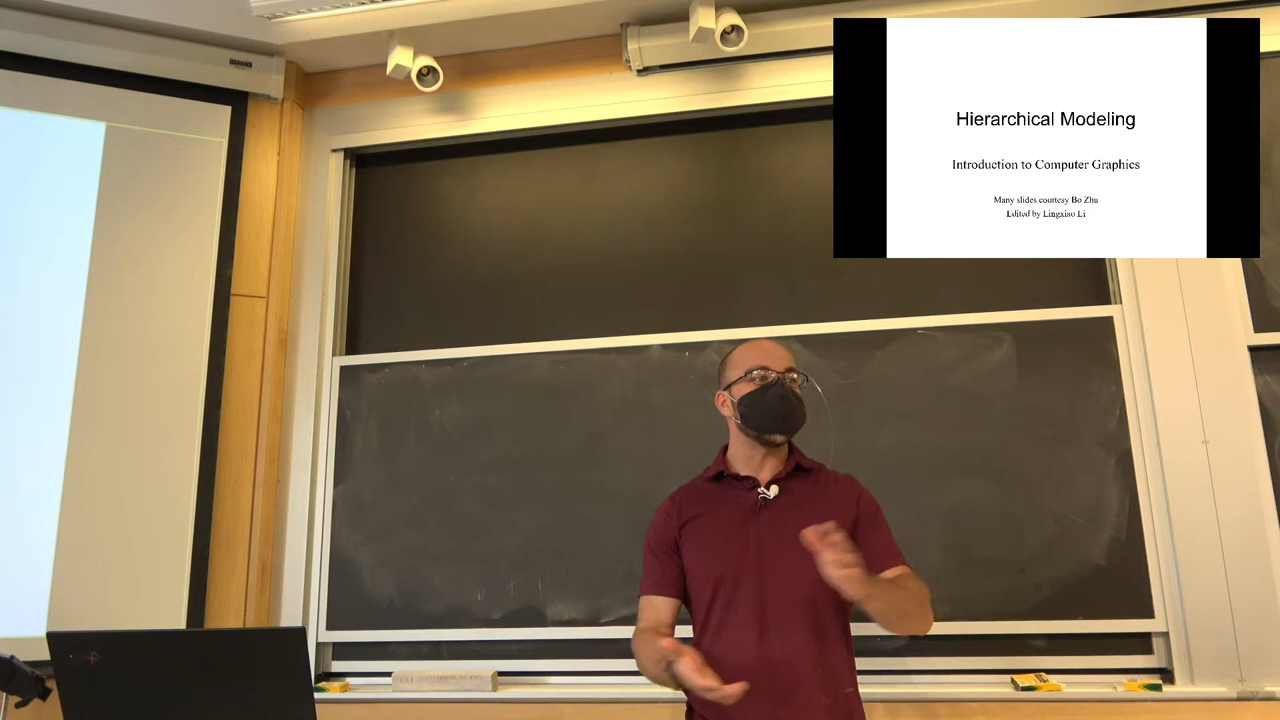 Hierarchical Modeling
Introduction to Computer Graphics
Many slides courtesy Bo Zhu
Edited by Lingxiao Li